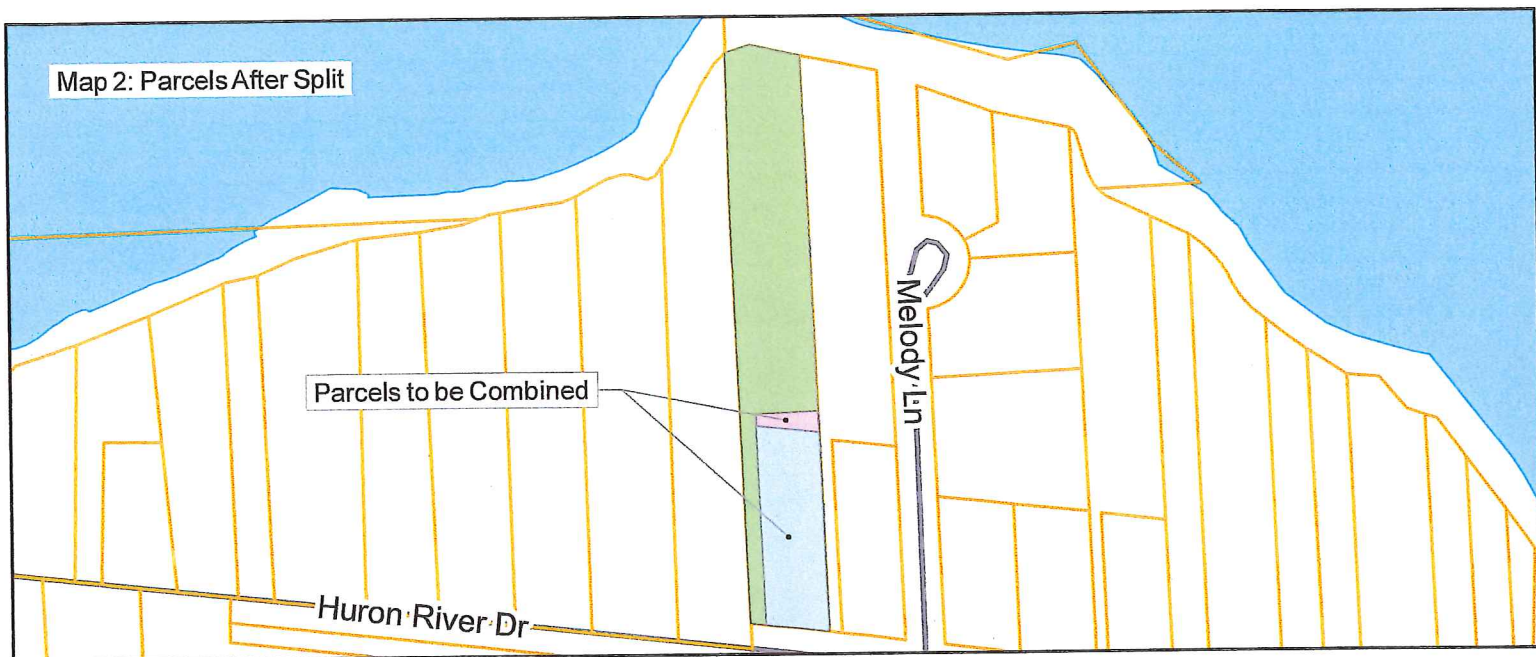 Map 2: Parcels After Split
Parcels to be Combined
Melody Ln
Huron River Dr